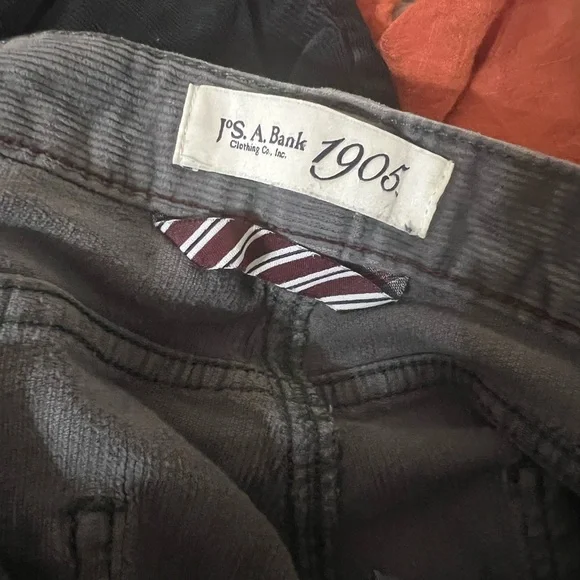 JoS. A. Bank
Clothing Co, Inc.
1905